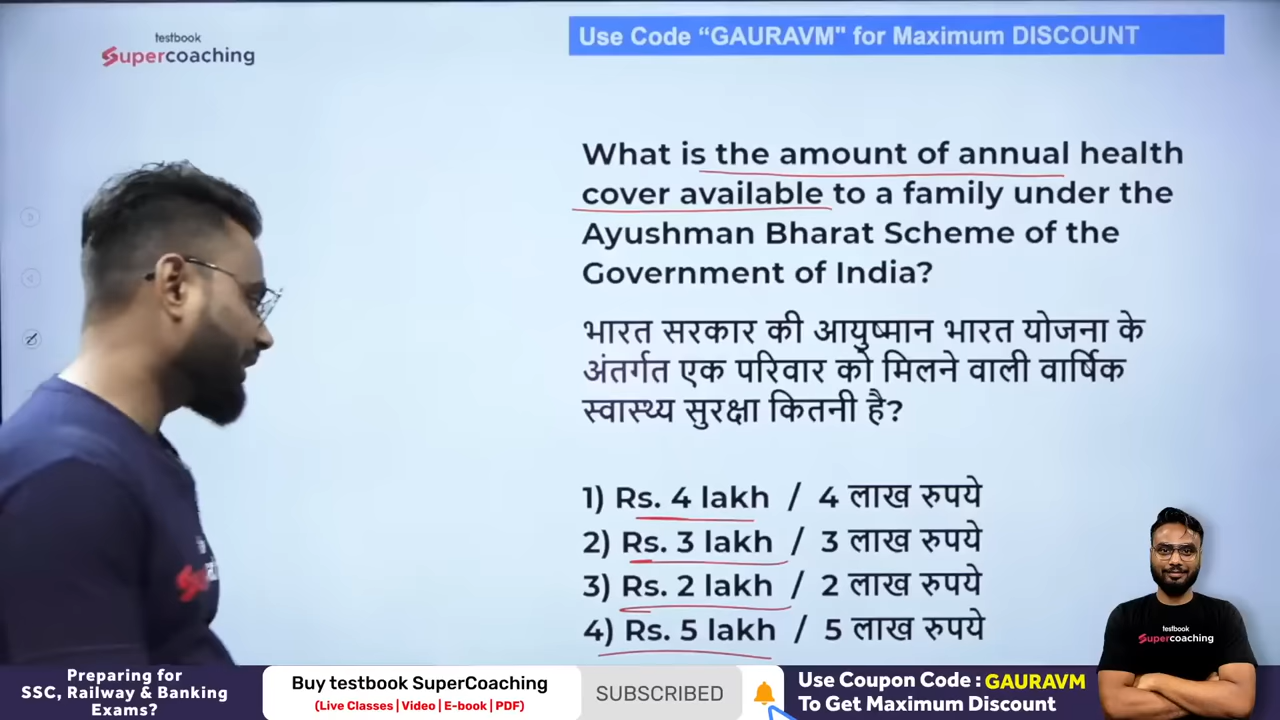 testbook
Supercoaching
Use Code “GAURAVM" for Maximum DISCOUNT
What is the amount of annual health
cover available to a family under the
Ayushman Bharat Scheme of the
Government of India?
भारत सरकार की आयुष्मान भारत योजना के
अंतर्गत एक परिवार को मिलने वाली वार्षिक
स्वास्थ्य सुरक्षा कितनी है?
1) Rs. 4 lakh / 4 लाख रुपये
2) Rs. 3 lakh / 3 लाख रुपये
3) Rs. 2 lakh / 2 लाख रुपये
4) Rs. 5 lakh / 5 लाख रुपये
testbook
Supercoaching
Preparing for
SSC, Railway & Banking
Exams?
Buy testbook SuperCoaching
(Live Classes | Video | E-book | PDF)
SUBSCRIBED
Use Coupon Code : GAURAVM
To Get Maximum Discount